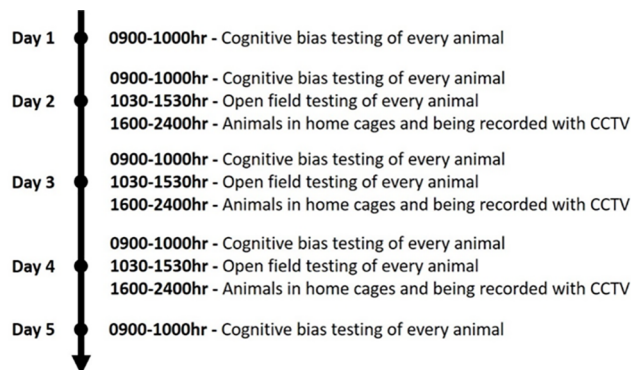 Day 1 0900-1000hr - Cognitive bias testing of every animal
0900-1000hr - Cognitive bias testing of every animal
Day 2 1030-1530hr - Open field testing of every animal
1600-2400hr - Animals in home cages and being recorded with CCTV
0900-1000hr - Cognitive bias testing of every animal
Day 3 1030-1530hr - Open field testing of every animal
1600-2400hr - Animals in home cages and being recorded with CCTV
0900-1000hr - Cognitive bias testing of every animal
Day 4 1030-1530hr - Open field testing of every animal
1600-2400hr - Animals in home cages and being recorded with CCTV
Day 5 0900-1000hr - Cognitive bias testing of every animal